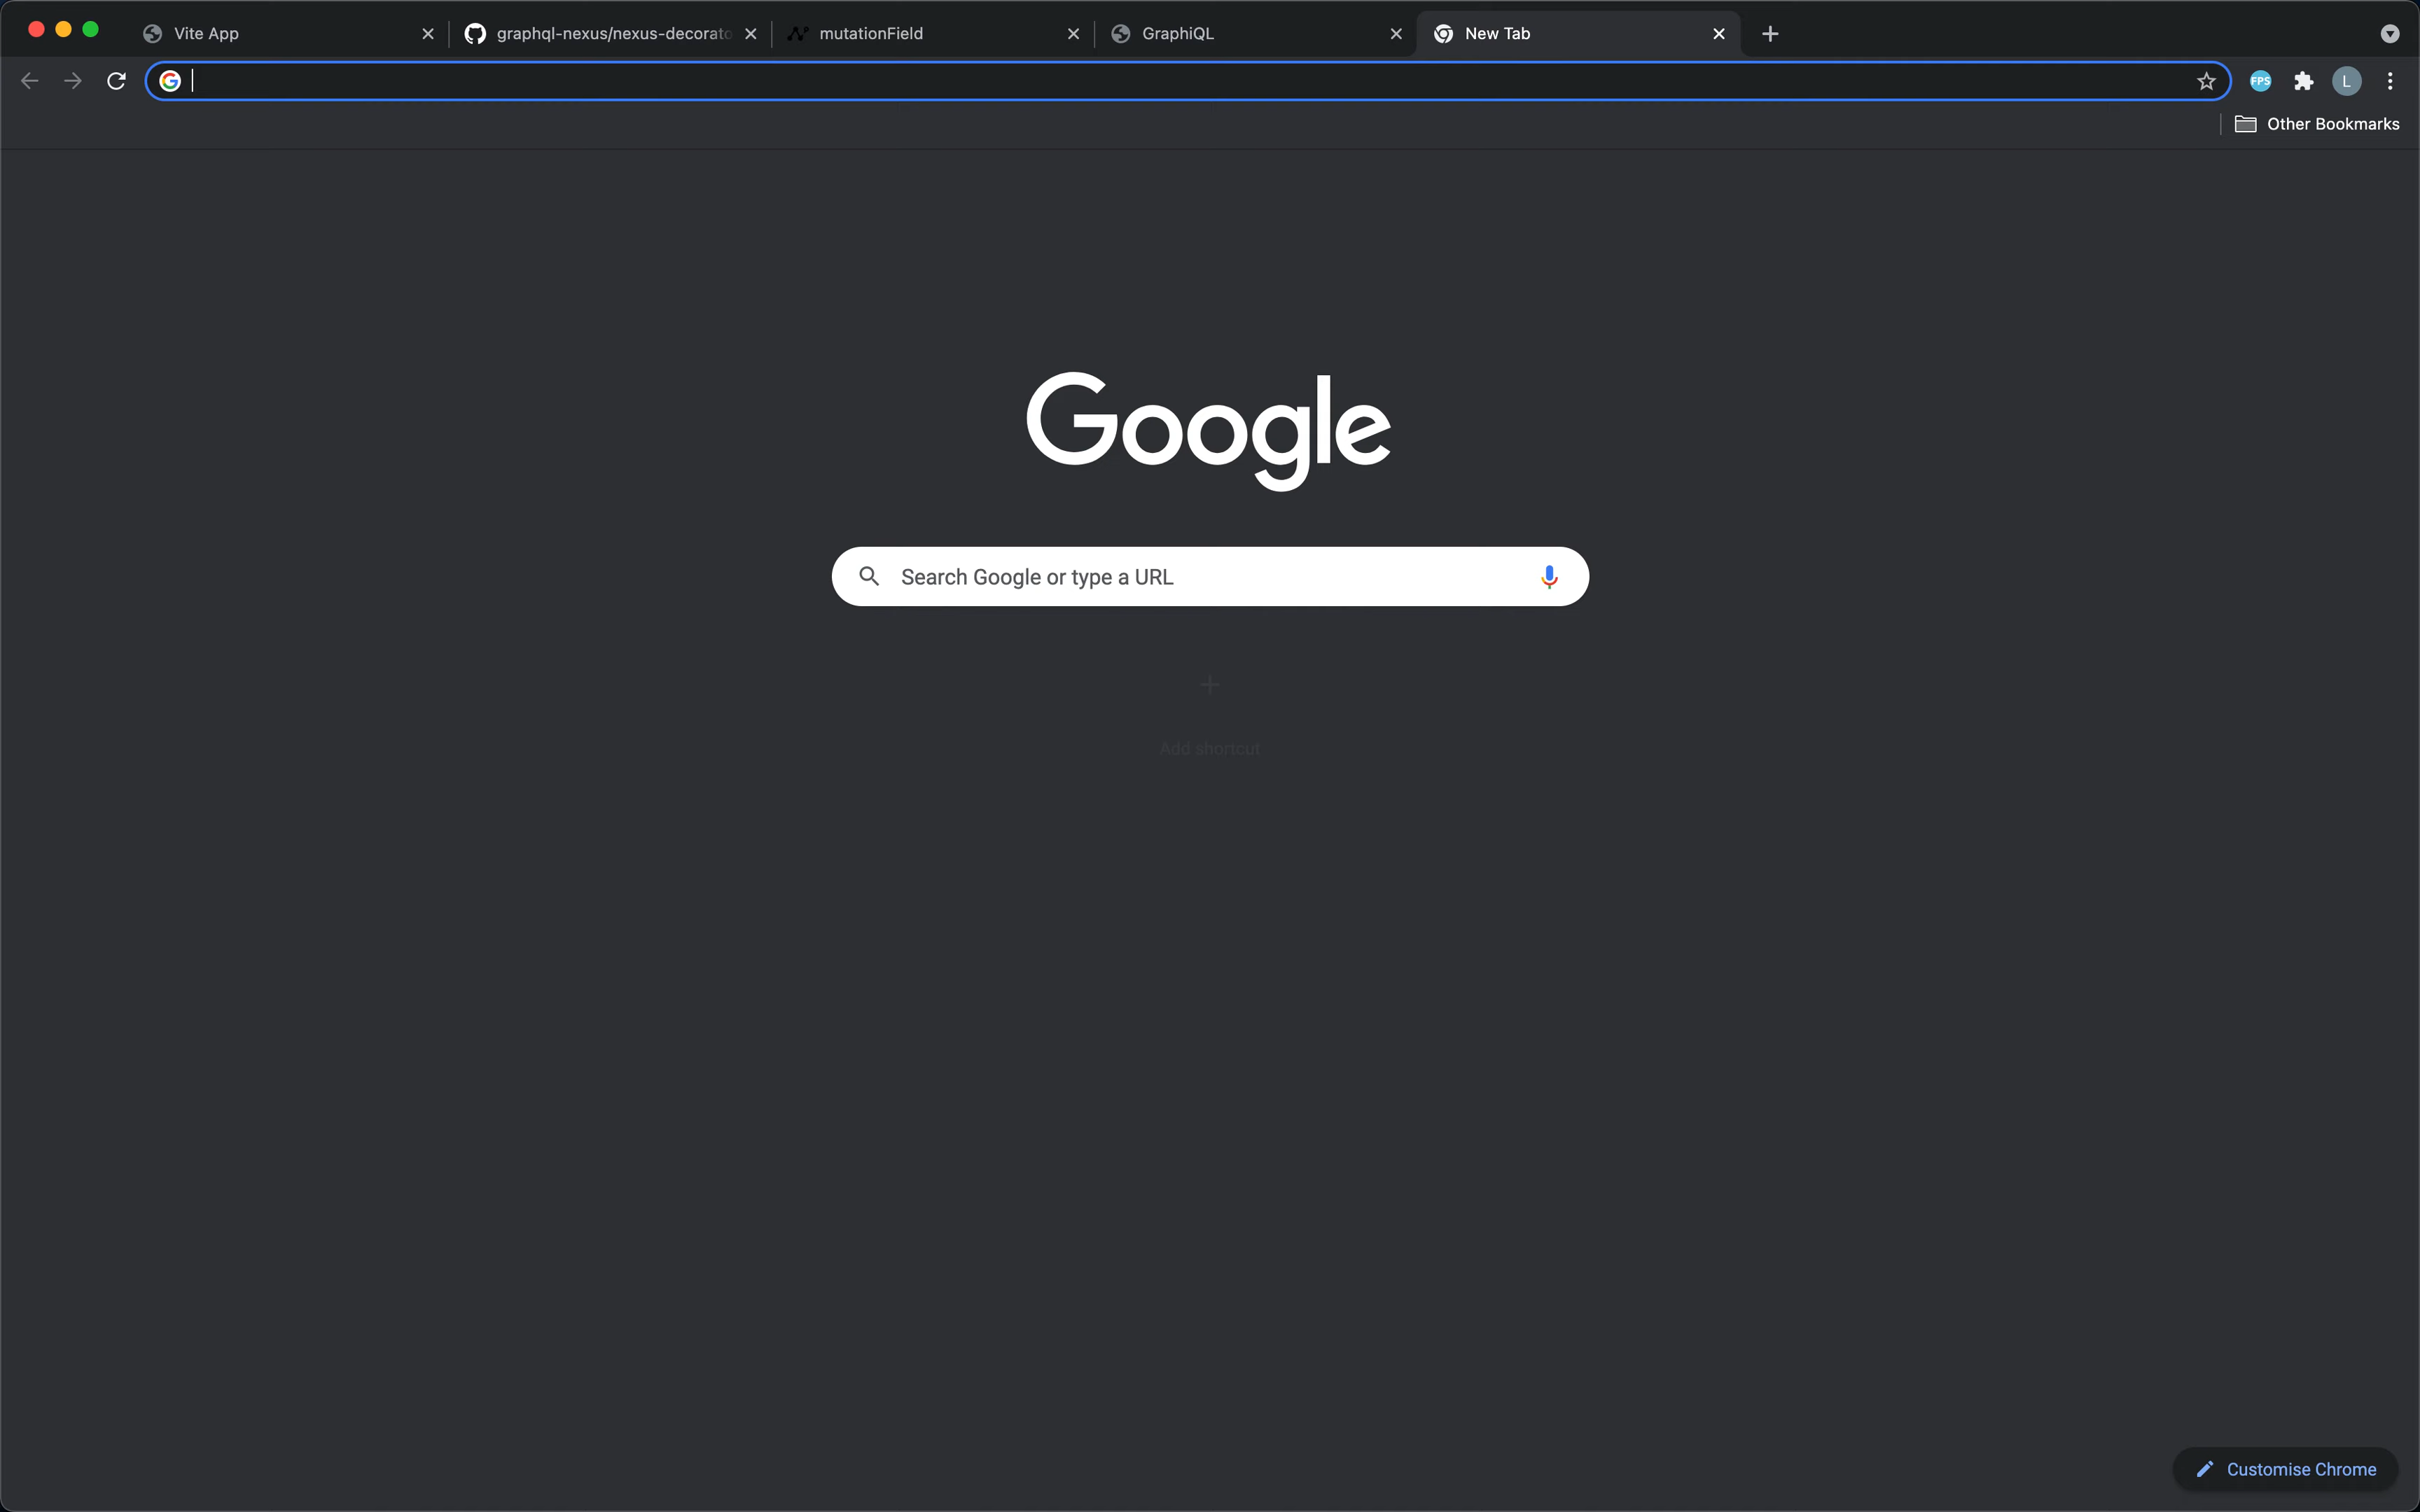 Vite App
graphql-nexus/nexus-decorato
mutationField
GraphiQL
New Tab
FPS
L
Other Bookmarks
Google
Search Google or type a URL
Add shortcut
Customise Chrome